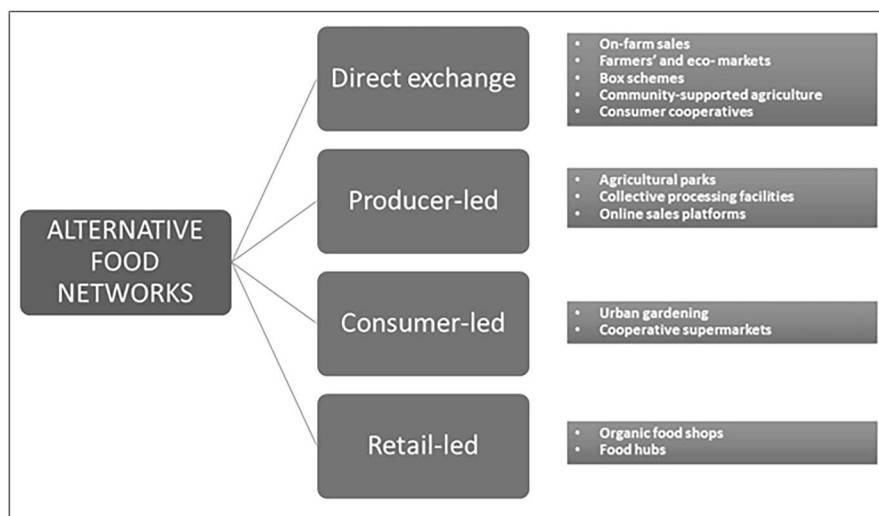 ALTERNATIVE
FOOD
NETWORKS
Direct exchange
• On-farm sales
• Farmers' and eco- markets
• Box schemes
• Community-supported agriculture
• Consumer cooperatives
Producer-led
• Agricultural parks
• Collective processing facilities
• Online sales platforms
Consumer-led
• Urban gardening
• Cooperative supermarkets
Retail-led
• Organic food shops
• Food hubs